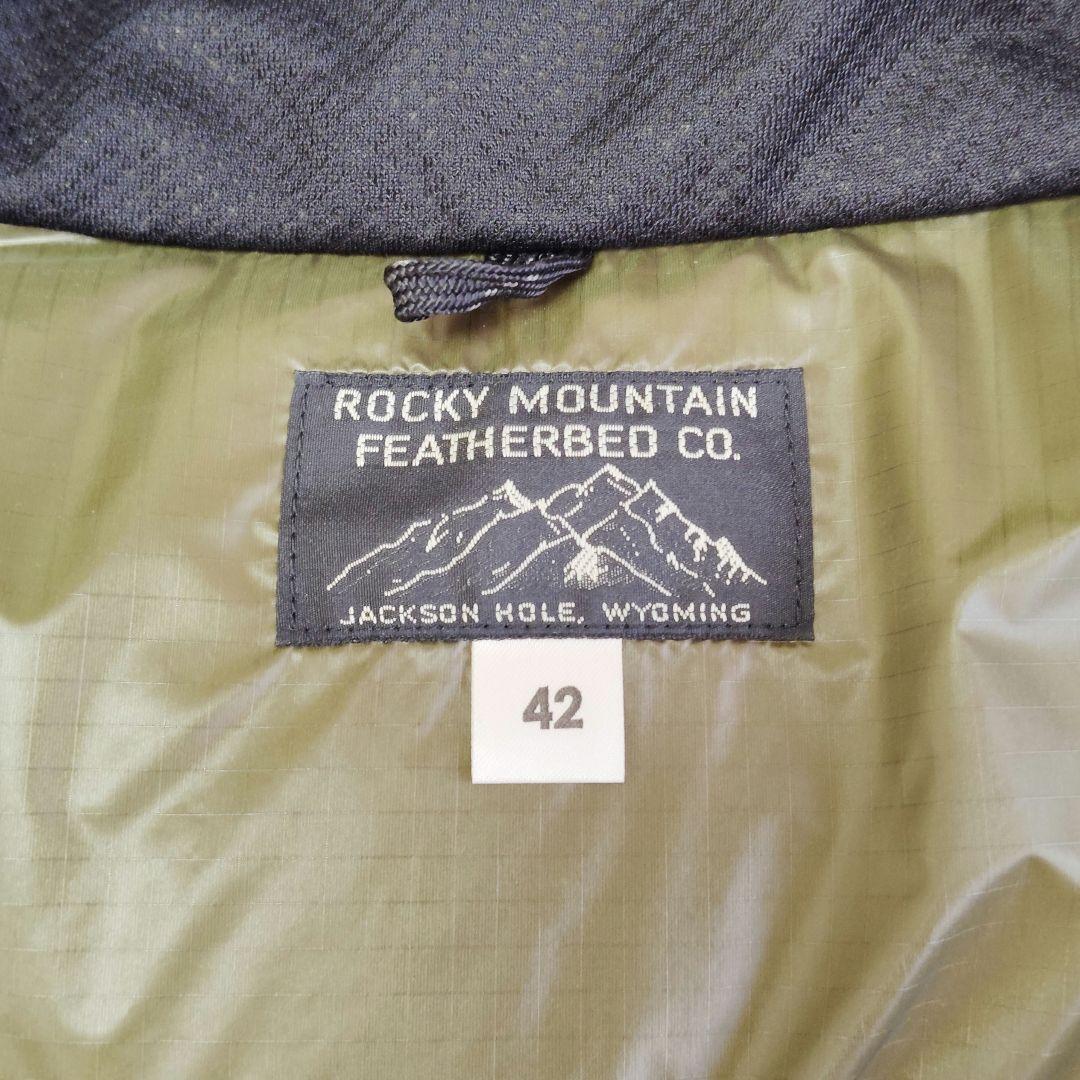 ROCKY MOUNTAIN
FEATHERBED CO.
JACKSON HOLE, WYOMING
42